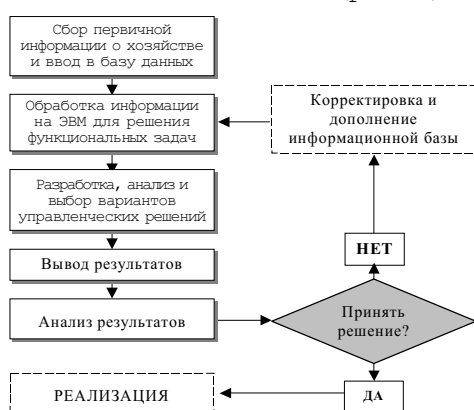 Сбор первичной
информации о хозяйстве
и ввод в базу данных
Обработка информации
на ЭВМ для решения
функциональных задач
Корректировка и
дополнение
информационной базы
Разработка, анализ и
выбор вариантов
управленческих решений
НЕТ
Вывод результатов
Анализ результатов
Принять
решение?
РЕАЛИЗАЦИЯ
ДА